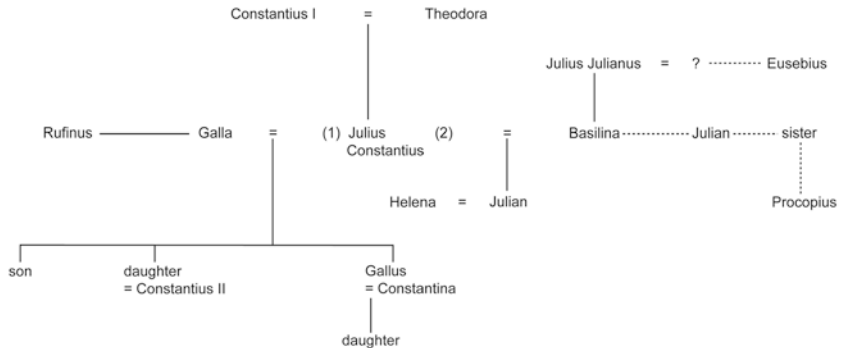 Constantius I = Theodora
Julius Julianus = ? Eusebius
Rufinus Galla = (1) Julius (2) = Basilina Julian sister
Constantius
Helena = Julian Procopius
son daughter Gallus
= Constantius II = Constantina
daughter